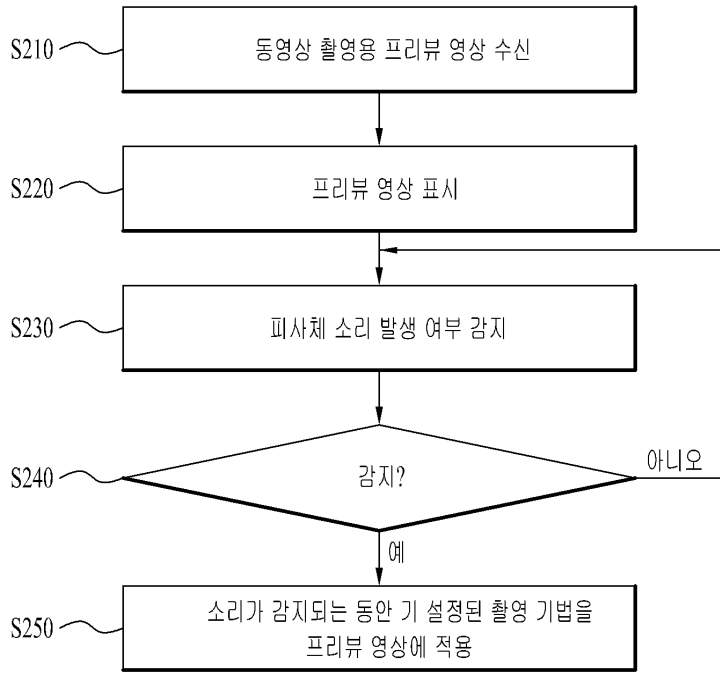 S210
동영상 촬영용 프리뷰 영상 수신
S220
프리뷰 영상 표시
S230
피사체 소리 발생 여부 감지
S240
감지?
아니오
예
S250
소리가 감지되는 동안 기 설정된 촬영 기법을
프리뷰 영상에 적용